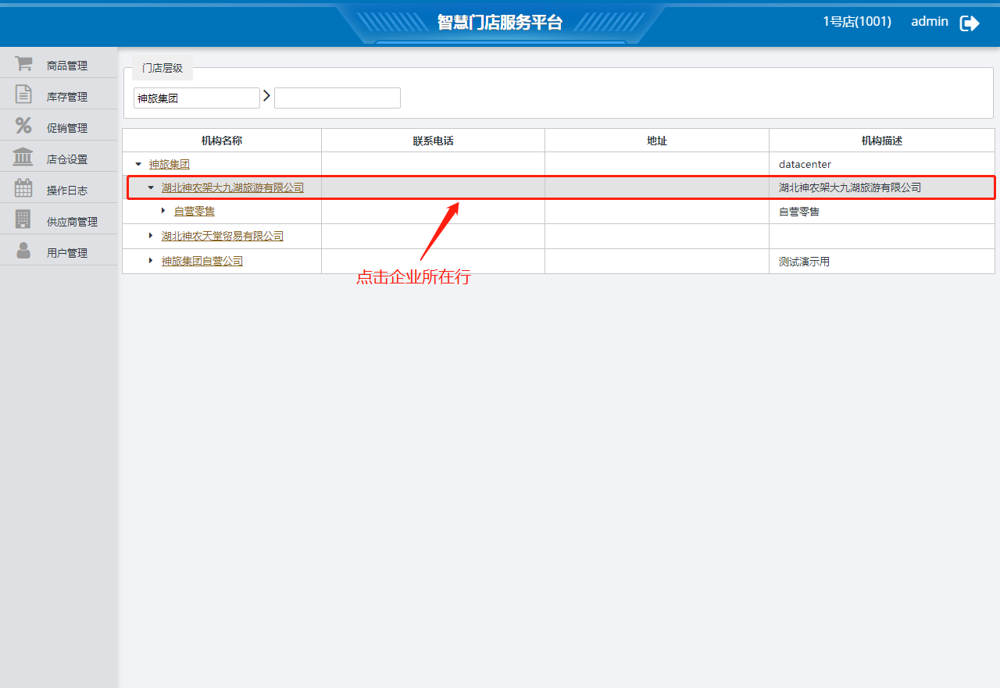 智慧门店服务平台
1号店(1001) admin
商品管理
库存管理
促销管理
店仓设置
操作日志
供应商管理
用户管理
门店层级
神旅集团
机构名称 联系电话 地址 机构描述
神旅集团 datacenter
湖北神农架大九湖旅游有限公司 湖北神农架大九湖旅游有限公司
自营零售 自营零售
湖北神农天堂贸易有限公司
神旅集团自营公司 测试演示用
点击企业所在行